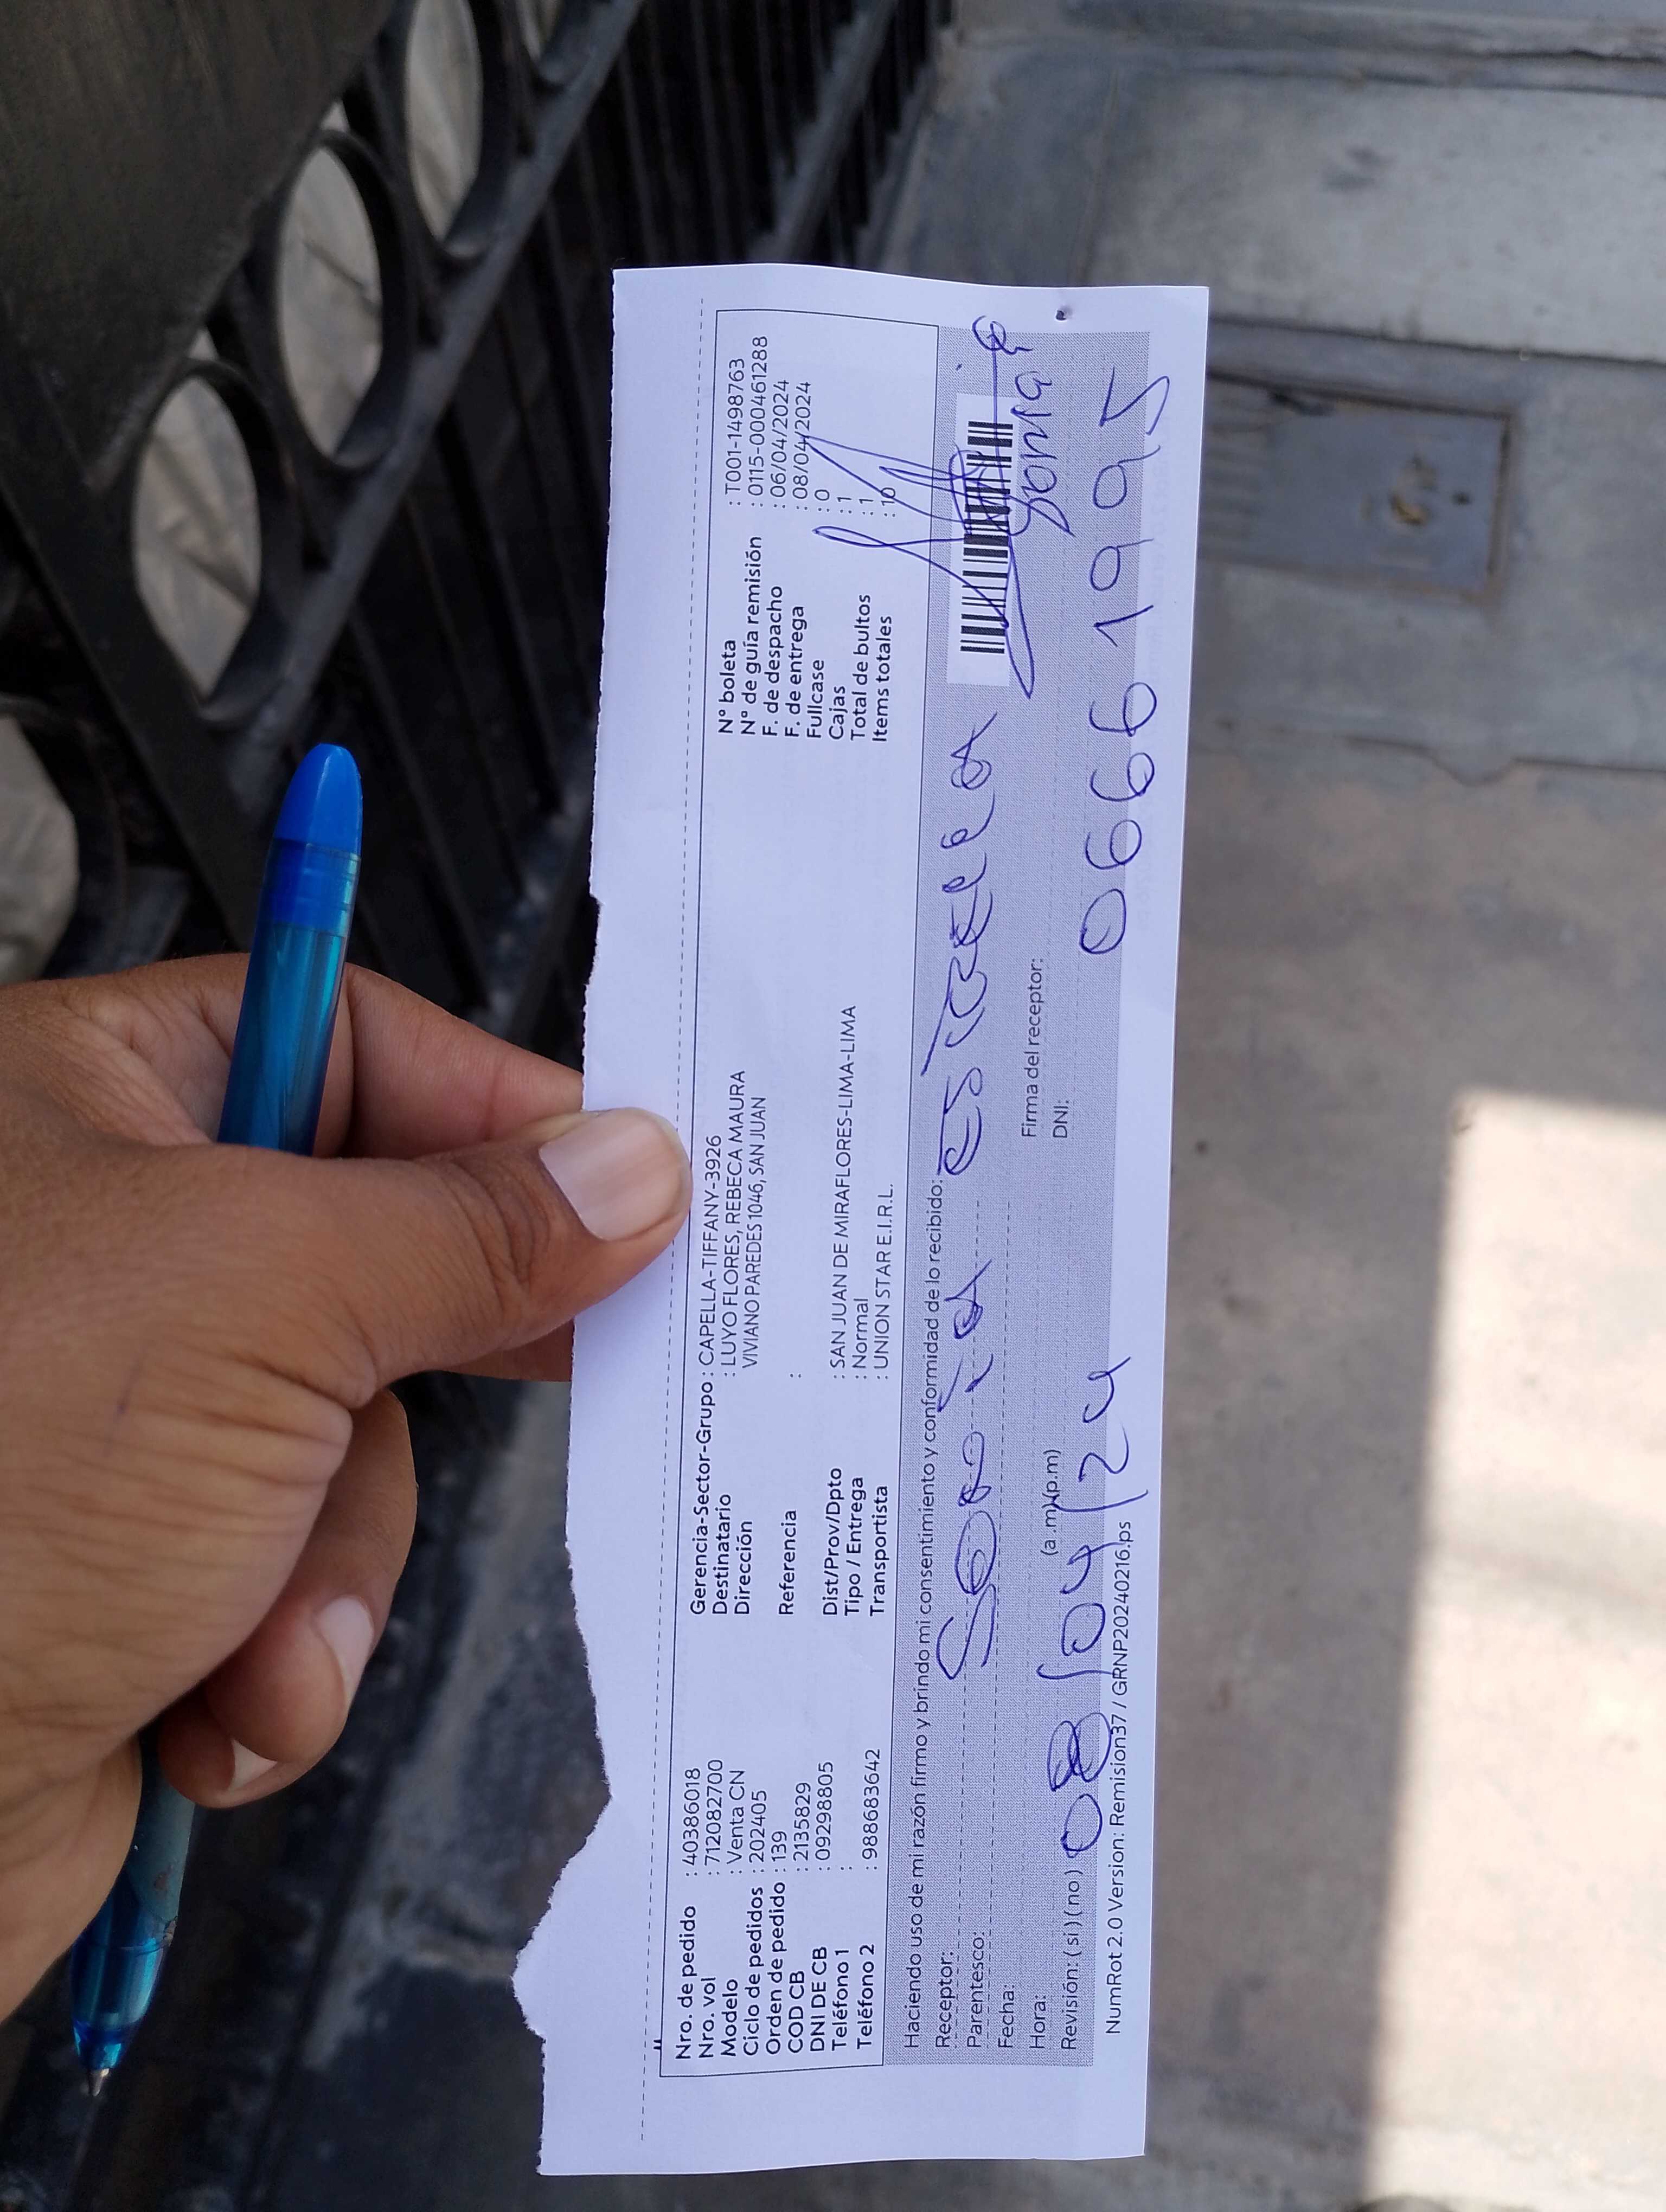 Nro. de pedido : 40386018
Nro. vol : 712082700
Modelo : Venta CN
Ciclo de pedidos : 202405
Orden de pedido : 139
COD CB : 2135829
DNI DE CB : 09298805
Teléfono 1 :
Teléfono 2 : 988683642
Gerencia-Sector-Grupo : CAPELLA-TIFFANY-3926
Destinatario : LUYO FLORES, REBECA MAURA
Dirección VIVIANO PAREDES 1046, SAN JUAN
Referencia :
Dist/Prov/Dpto : SAN JUAN DE MIRAFLORES-LIMA-LIMA
Tipo / Entrega : Normal
Transportista : UNION STAR E.I.R.L.
N° boleta : T001-1498763
N° de guía remisión : 0115-0000461288
F. de despacho : 06/04/2024
F. de entrega : 08/04/2024
Fullcase : 0
Cajas : 1
Total de bultos : 1
Items totales : 10
Haciendo uso de mi razón firmo y brindo mi consentimiento y conformidad de lo recibido:
Receptor: Sonia Estrella
Parentesco:
Fecha:
Hora: (a.m)(p.m)
Revisión: (si) (no) 08/04/24
Firma del receptor: Sonia
DNI: 06661995
NumRot 2.0 Version: Remision37 / GRNP20240216.ps